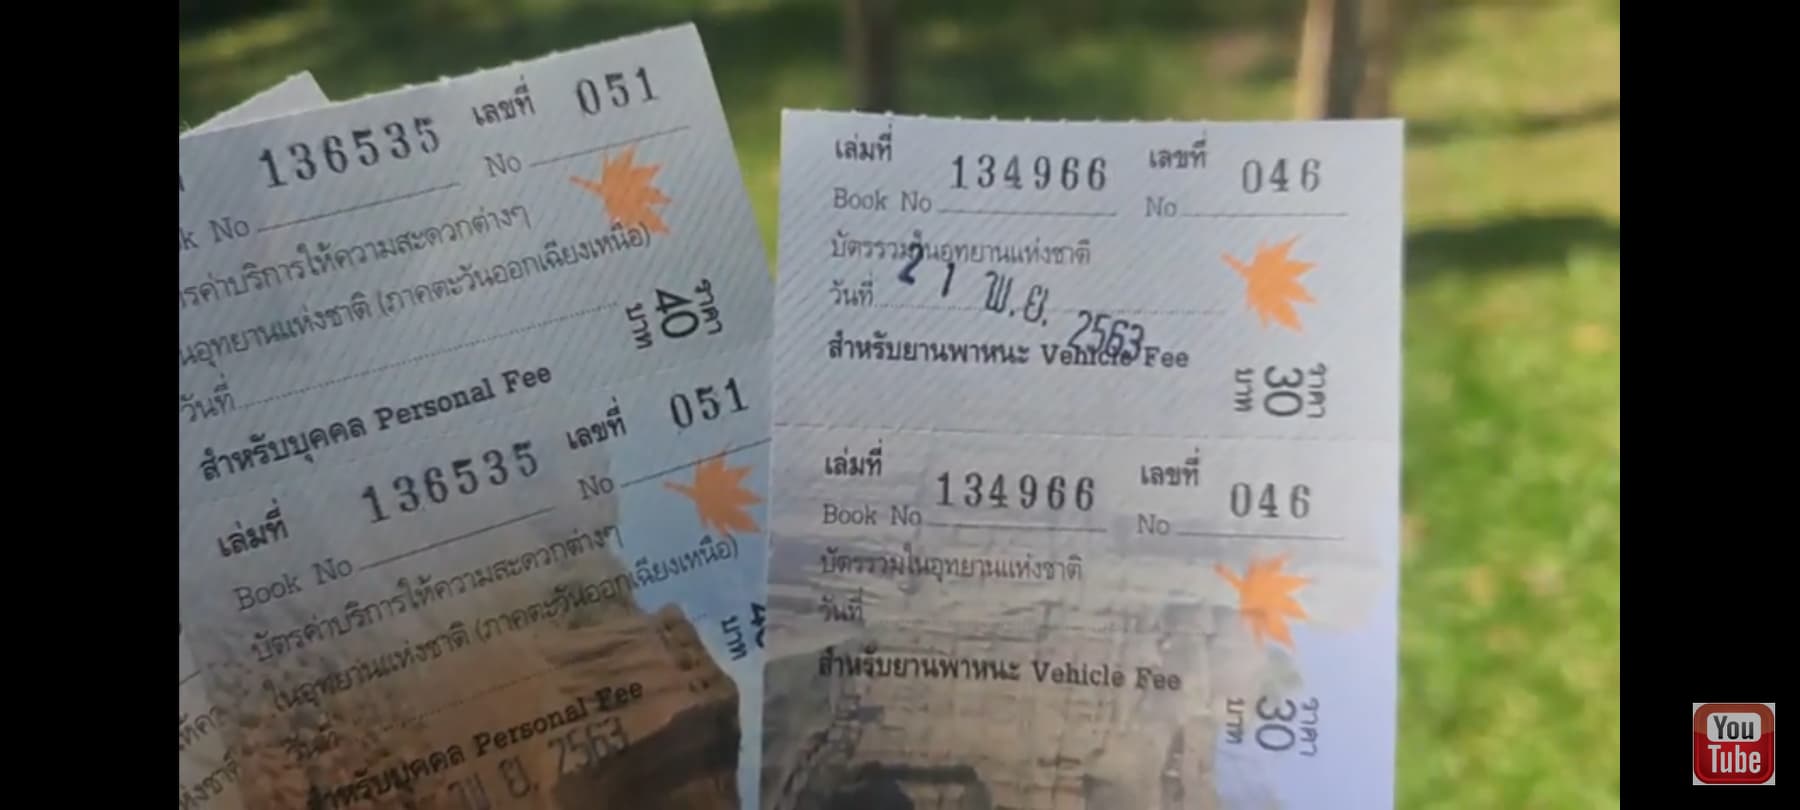 136535 เลขที่ 051
No
บริการให้ความสะดวกต่างๆ
อุทยานแห่งชาติ (ภาคตะวันออกเฉียงเหนือ)
วันที่
ราคา 40 บาท
สำหรับบุคคล Personal Fee
เล่มที่ 136535 เลขที่ 051
Book No No
บัตรค่าบริการให้ความสะดวกต่างๆ
ในอุทยานแห่งชาติ (ภาคตะวันออกเฉียงเหนือ)
วันที่
บาท
สำหรับบุคคล Personal Fee
พ.ย. 2563
เล่มที่ 134966 เลขที่ 046
Book No No
บัตรรวมในอุทยานแห่งชาติ
วันที่ 21 พ.ย. 2563
สำหรับยานพาหนะ Vehicle Fee
ราคา 30 บาท
เล่มที่ 134966 เลขที่ 046
Book No No
บัตรรวมในอุทยานแห่งชาติ
วันที่
สำหรับยานพาหนะ Vehicle Fee
ราคา 30 บาท
You
Tube